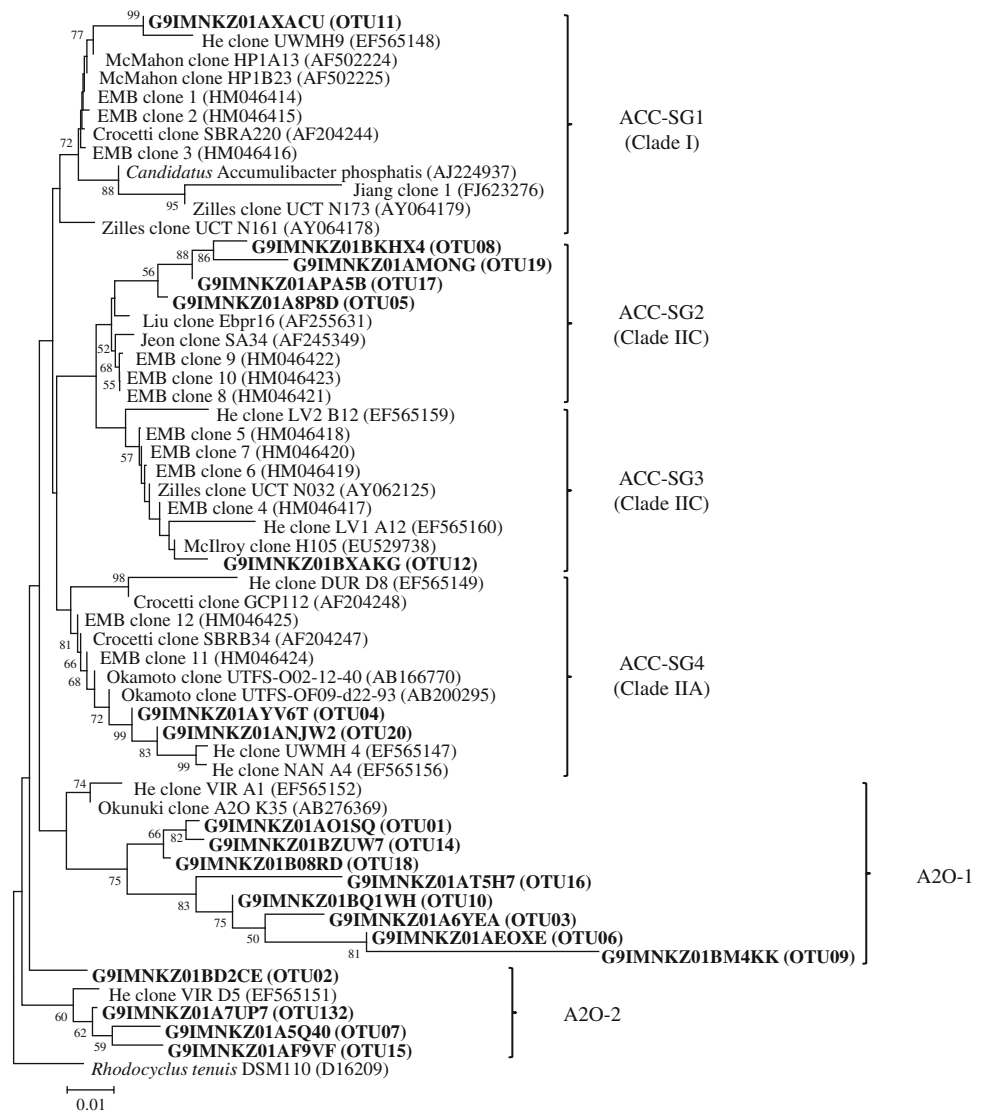 99
G9IMNKZ01AXACU (OTU11)
77
He clone UWMH9 (EF565148)
McMahon clone HP1A13 (AF502224)
McMahon clone HP1B23 (AF502225)
EMB clone 1 (HM046414)
EMB clone 2 (HM046415)
Crocetti clone SBRA220 (AF204244)
72
EMB clone 3 (HM046416)
Candidatus Accumulibacter phosphatis (AJ224937)
88
Jiang clone 1 (FJ623276)
95
Zilles clone UCT N173 (AY064179)
Zilles clone UCT N161 (AY064178)
ACC-SG1
(Clade I)
G9IMNKZ01BKHX4 (OTU08)
88
86
G9IMNKZ01AMONG (OTU19)
56
G9IMNKZ01APA5B (OTU17)
G9IMNKZ01A8P8D (OTU05)
Liu clone Ebpr16 (AF255631)
Jeon clone SA34 (AF245349)
52
EMB clone 9 (HM046422)
68
EMB clone 10 (HM046423)
55
EMB clone 8 (HM046421)
ACC-SG2
(Clade IIC)
He clone LV2 B12 (EF565159)
EMB clone 5 (HM046418)
57
EMB clone 7 (HM046420)
EMB clone 6 (HM046419)
Zilles clone UCT N032 (AY062125)
EMB clone 4 (HM046417)
He clone LV1 A12 (EF565160)
McIlroy clone H105 (EU529738)
G9IMNKZ01BXAKG (OTU12)
ACC-SG3
(Clade IIC)
98
He clone DUR D8 (EF565149)
Crocetti clone GCP112 (AF204248)
EMB clone 12 (HM046425)
81
Crocetti clone SBRB34 (AF204247)
66
EMB clone 11 (HM046424)
68
Okamoto clone UTFS-O02-12-40 (AB166770)
Okamoto clone UTFS-OF09-d22-93 (AB200295)
72
G9IMNKZ01AYV6T (OTU04)
99
G9IMNKZ01ANJW2 (OTU20)
83
He clone UWMH 4 (EF565147)
99
He clone NAN A4 (EF565156)
ACC-SG4
(Clade IIA)
74
He clone VIR A1 (EF565152)
Okunuki clone A2O K35 (AB276369)
G9IMNKZ01AO1SQ (OTU01)
66
82
G9IMNKZ01BZUW7 (OTU14)
G9IMNKZ01B08RD (OTU18)
75
G9IMNKZ01AT5H7 (OTU16)
83
G9IMNKZ01BQ1WH (OTU10)
75
G9IMNKZ01A6YEA (OTU03)
50
G9IMNKZ01AEOXE (OTU06)
81
G9IMNKZ01BM4KK (OTU09)
A2O-1
G9IMNKZ01BD2CE (OTU02)
He clone VIR D5 (EF565151)
60
G9IMNKZ01A7UP7 (OTU132)
62
G9IMNKZ01A5Q40 (OTU07)
59
G9IMNKZ01AF9VF (OTU15)
A2O-2
Rhodocyclus tenuis DSM110 (D16209)
0.01